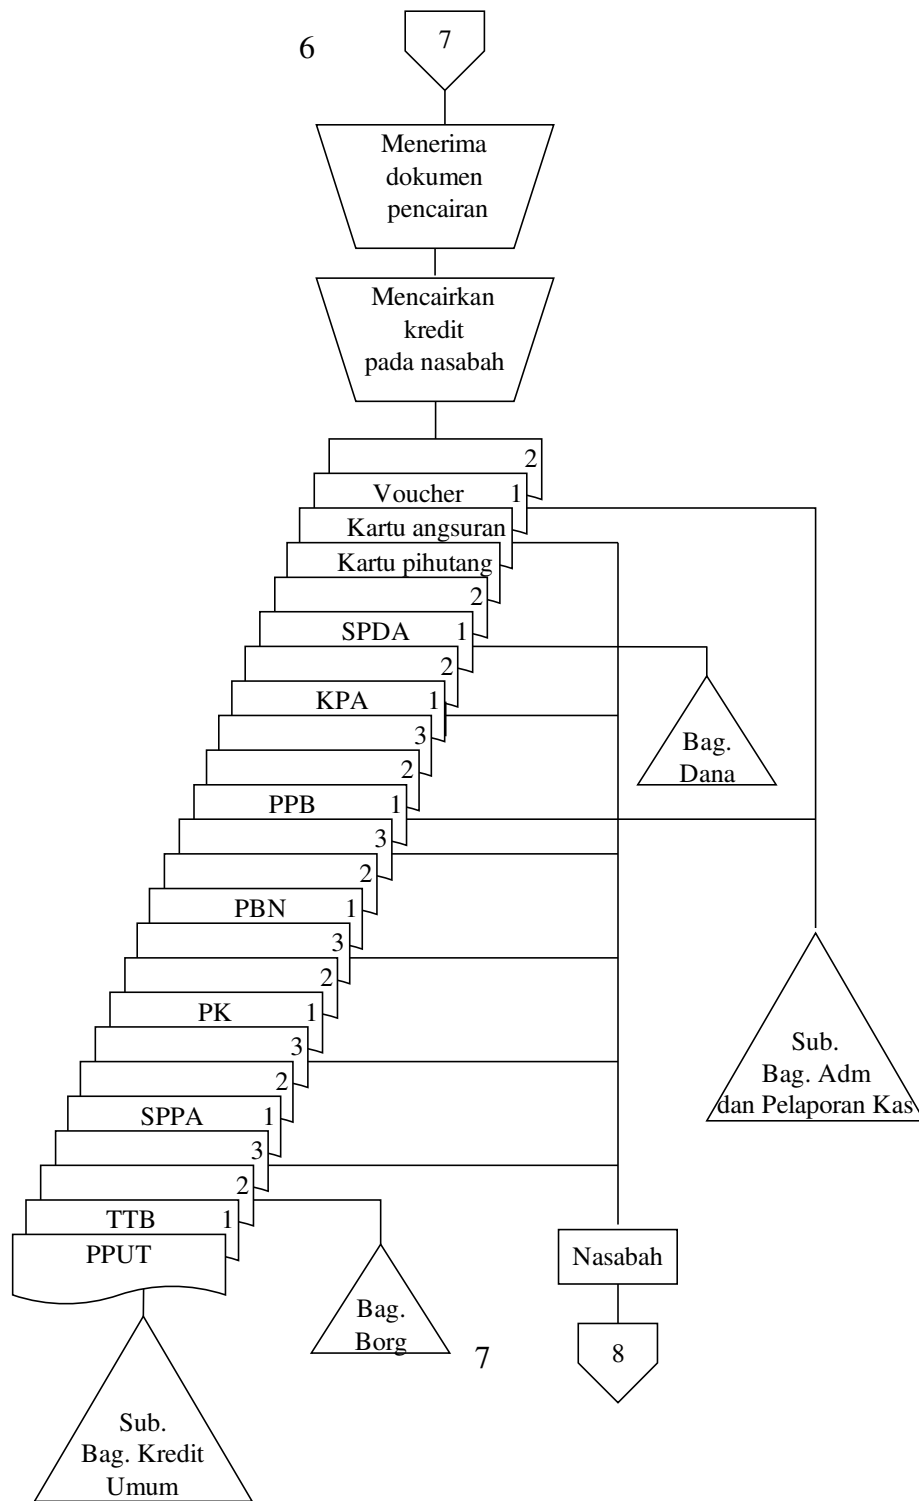 6
7
Menerima
dokumen
pencairan
Mencairkan
kredit
pada nasabah
2
Voucher 1
Kartu angsuran
Kartu pihutang
2
SPDA 1
2
KPA 1
3
Bag.
Dana
2
PPB 1
3
2
PBN 1
3
2
PK 1
3
Sub.
Bag. Adm
dan Pelaporan Kas
2
SPPA 1
3
2
TTB 1
PPUT
Nasabah
Bag.
Borg
7
8
Sub.
Bag. Kredit
Umum